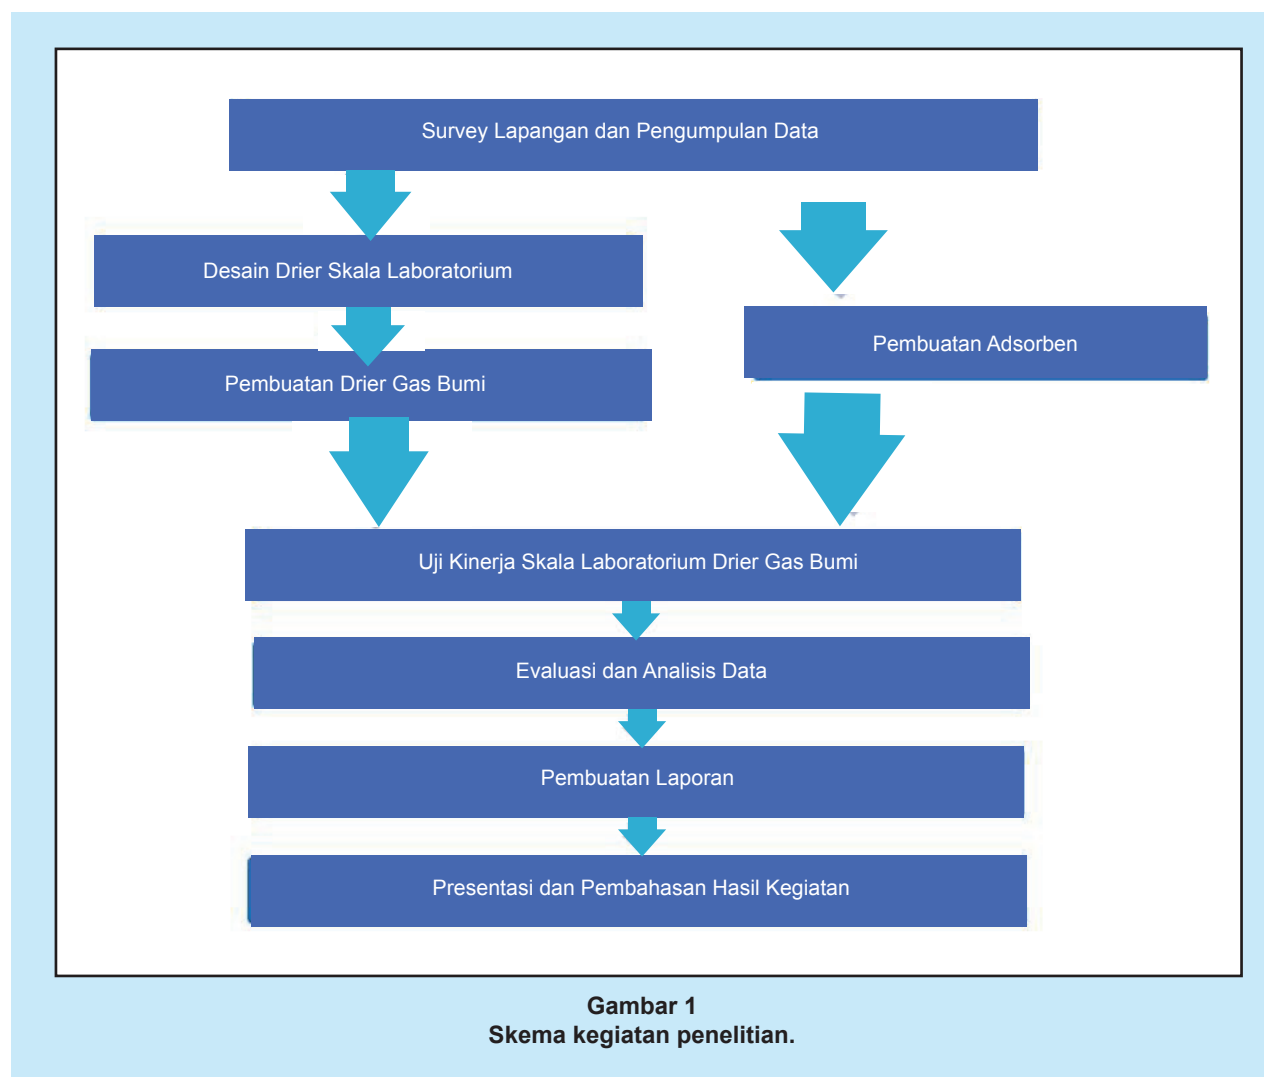 Survey Lapangan dan Pengumpulan Data
Desain Drier Skala Laboratorium
Pembuatan Adsorben
Pembuatan Drier Gas Bumi
Uji Kinerja Skala Laboratorium Drier Gas Bumi
Evaluasi dan Analisis Data
Pembuatan Laporan
Presentasi dan Pembahasan Hasil Kegiatan
Gambar 1
Skema kegiatan penelitian.